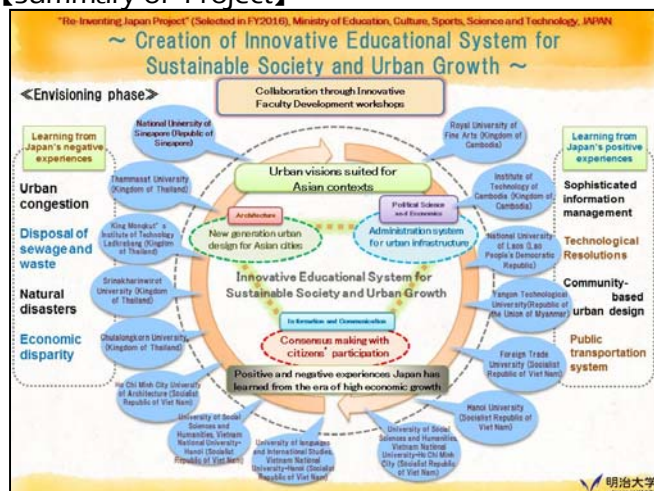 【Summary of Project】
"Re-Inventing Japan Project" (Selected in FY2016), Ministry of Education, Culture, Sports, Science and Technology, JAPAN
～ Creation of Innovative Educational System for
Sustainable Society and Urban Growth ～
≪Envisioning phase≫
Collaboration through Innovative
Faculty Development workshops
Learning from
Japan's negative
experiences
Urban
congestion
Disposal of
sewage and
waste
Natural
disasters
Economic
disparity
National University of
Singapore (Republic of
Singapore)
Thammasat University
(Kingdom of Thailand)
King Mongkut's
Institute of Technology
Ladkrabang (Kingdom
of Thailand)
Srinakharinwirot
University (Kingdom of
Thailand)
Chulalongkorn University,
(Kingdom of Thailand)
Ho Chi Minh City University
of Architecture (Socialist
Republic of Viet Nam)
University of Social
Sciences and
Humanities, Vietnam
National University-
Hanoi (Socialist
Republic of Viet Nam)
University of languages
and International Studies,
Vietnam National
University-Hanoi (Socialist
Republic of Viet Nam)
Urban visions suited for
Asian contexts
Architecture
New generation urban
design for Asian cities
Political Science
and Economics
Administration system
for urban infrastructure
Innovative Educational System for
Sustainable Society and Urban Growth
Information and Communication
Consensus making with
citizens' participation
Positive and negative experiences Japan has
learned from the era of high economic growth
Royal University of
Fine Arts (Kingdom of
Cambodia)
Institute of
Technology of
Cambodia (Kingdom of
Cambodia)
National University
of Laos (Lao
People's Democratic
Republic)
Yangon Technological
University(Republic of
the Union of Myanmar)
Foreign Trade
University (Socialist
Republic of Viet Nam)
Hanoi University
(Socialist Republic of
Viet Nam)
University of Social
Sciences and Humanities,
Vietnam National
University-Ho Chi Minh
City (Socialist Republic
of Viet Nam)
Learning from
Japan's positive
experiences
Sophisticated
information
management
Technological
Resolutions
Community-
based
urban design
Public
transportation
system
明治大学